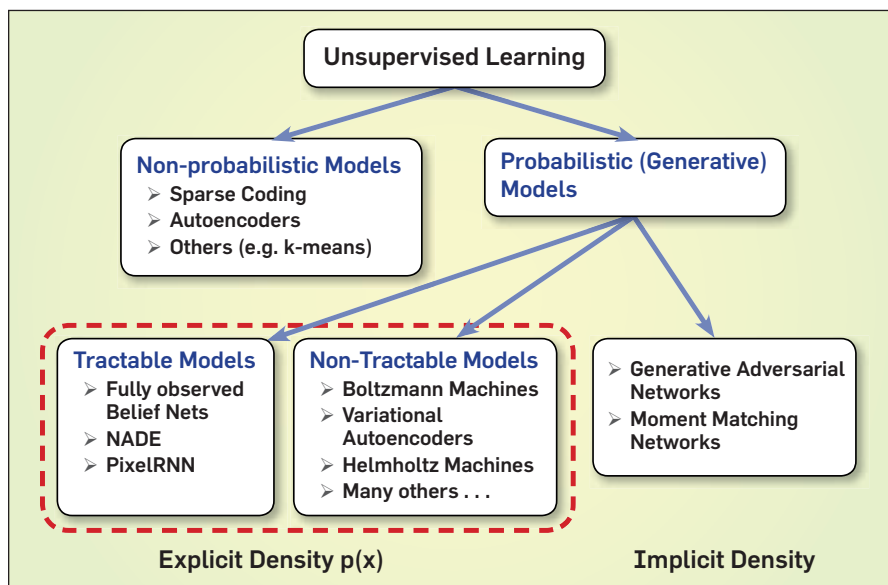 Unsupervised Learning
Non-probabilistic Models
➢ Sparse Coding
➢ Autoencoders
➢ Others (e.g. k-means)
Probabilistic (Generative)
Models
Tractable Models
➢ Fully observed
Belief Nets
➢ NADE
➢ PixelRNN
Non-Tractable Models
➢ Boltzmann Machines
➢ Variational
Autoencoders
➢ Helmholtz Machines
➢ Many others . . .
➢ Generative Adversarial
Networks
➢ Moment Matching
Networks
Explicit Density p(x)
Implicit Density